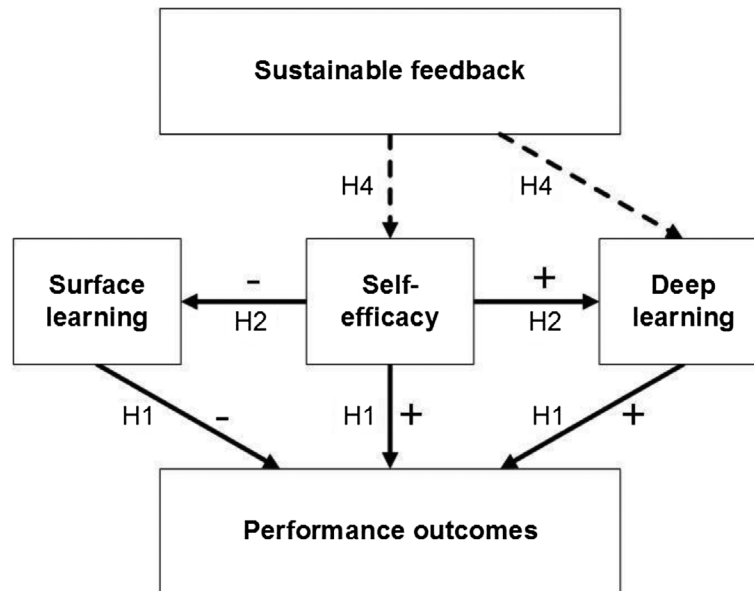 Sustainable feedback
H4
H4
Surface
learning
-
H2
Self-
efficacy
+
H2
Deep
learning
H1
-
H1
+
H1
+
Performance outcomes